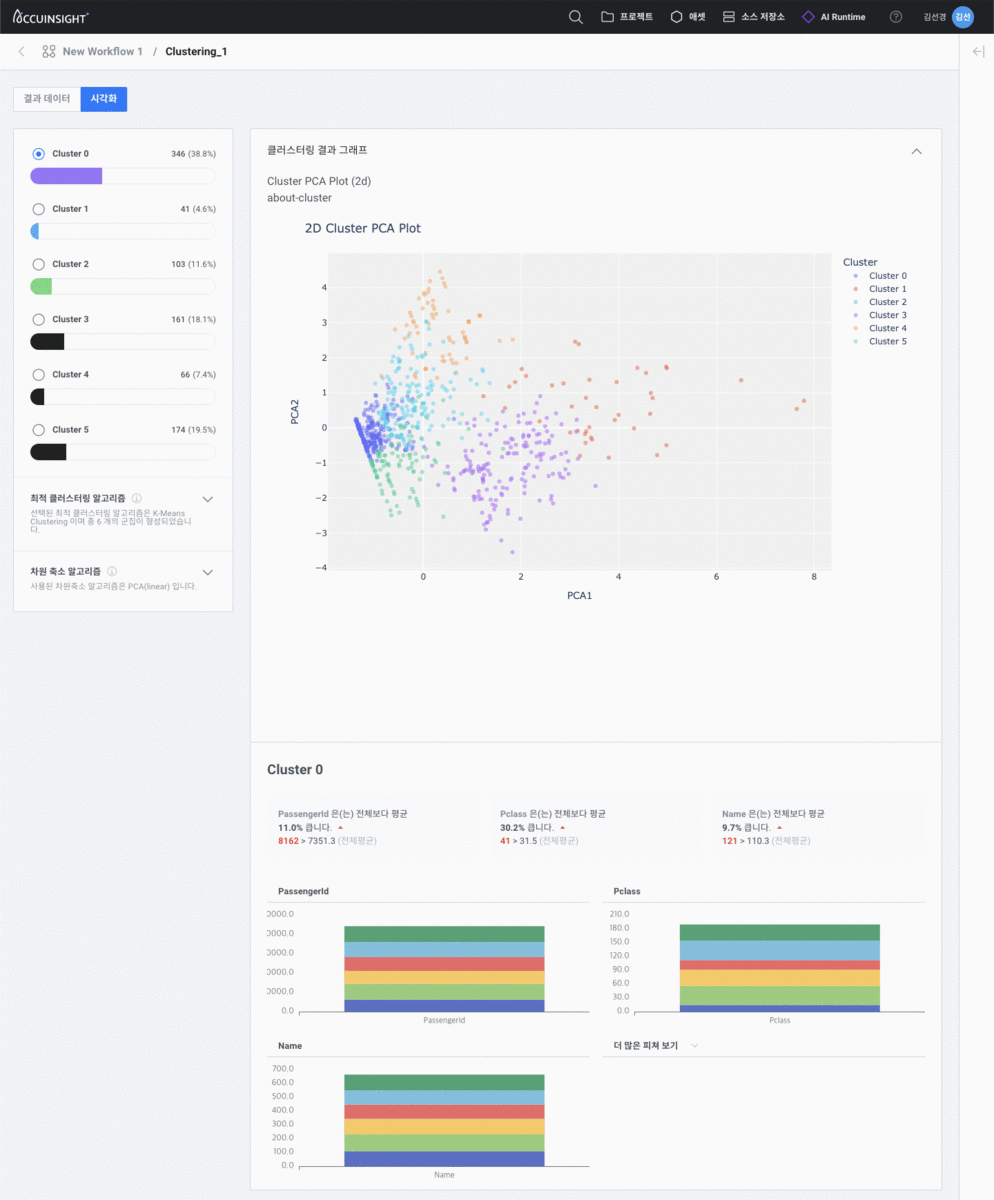 ACCUINSIGHT+
프로젝트
애셋
소스 저장소
AI Runtime
김선경
김선
New Workflow 1 / Clustering_1
결과 데이터
시각화
Cluster 0 346 (38.8%)
Cluster 1 41 (4.6%)
Cluster 2 103 (11.6%)
Cluster 3 161 (18.1%)
Cluster 4 66 (7.4%)
Cluster 5 174 (19.5%)
최적 클러스터링 알고리즘
선택된 최적 클러스터링 알고리즘은 K-Means
Clustering 이며 총 6 개의 군집이 형성되었습니
다.
차원 축소 알고리즘
사용된 차원축소 알고리즘은 PCA(linear) 입니다.
클러스터링 결과 그래프
Cluster PCA Plot (2d)
about-cluster
2D Cluster PCA Plot
4
3
2
1
0
−1
−2
−3
−4
PCA2
0 2 4 6 8
PCA1
Cluster
Cluster 0
Cluster 1
Cluster 2
Cluster 3
Cluster 4
Cluster 5
Cluster 0
PassengerId 은(는) 전체보다 평균
11.0% 큽니다.
8162 > 7351.3 (전체평균)
Pclass 은(는) 전체보다 평균
30.2% 큽니다.
41 > 31.5 (전체평균)
Name 은(는) 전체보다 평균
9.7% 큽니다.
121 > 110.3 (전체평균)
PassengerId
0000.0
0000.0
0000.0
0000.0
0000.0
0.0
PassengerId
Pclass
210.0
180.0
150.0
120.0
90.0
60.0
30.0
0.0
Pclass
Name
700.0
600.0
500.0
400.0
300.0
200.0
100.0
0.0
Name
더 많은 피쳐 보기